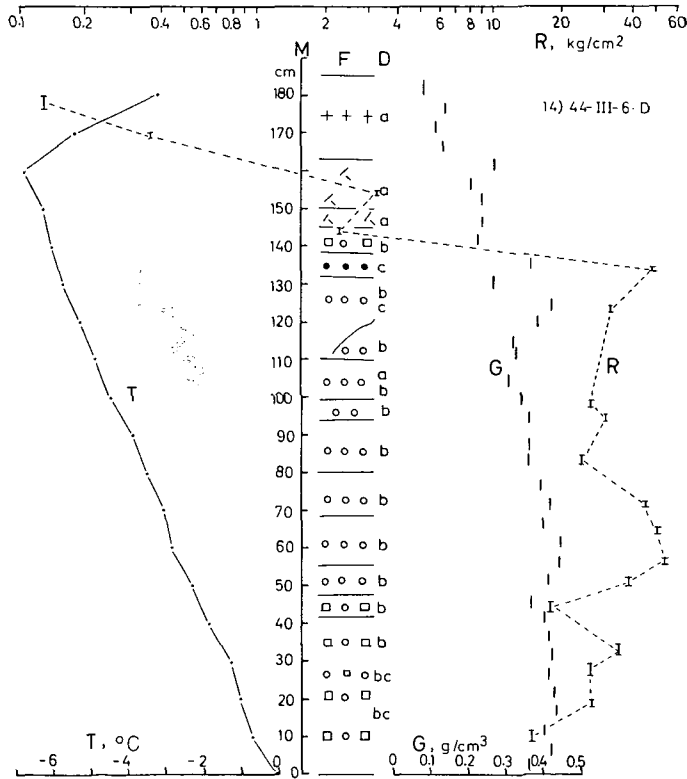 0.1 0.2 0.4 0.6 0.8 1 2 4 6 8 10 20 40 60
R, kg/cm²
M F D
cm
14) 44-III-6-D
180
a
170
160
a
150
a
140 b
c
130 b
c
120
b
110 G R
a
T b
100
b
90
b
80
b
70
b
60
b
50
b
40
b
30
bc
20
bc
10
T, °C G, g/cm³
-6 -4 -2 0 0 0 0.1 0.2 0.3 0.4 0.5